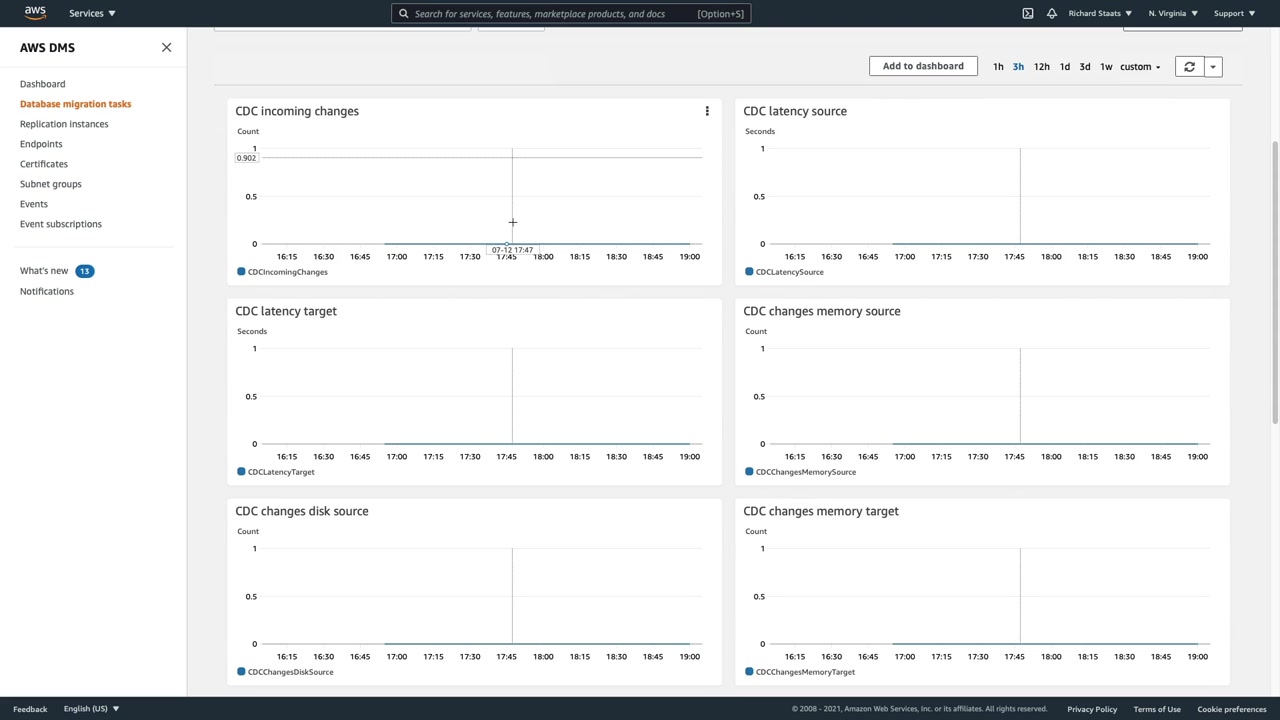 aws Services ▼ Search for services, features, marketplace products, and docs [Option+S] Richard Staats ▼ N. Virginia ▼ Support ▼
AWS DMS
Dashboard
Database migration tasks
Replication instances
Endpoints
Certificates
Subnet groups
Events
Event subscriptions
What's new 13
Notifications
Add to dashboard 1h 3h 12h 1d 3d 1w custom
CDC incoming changes
Count
1
0.902
0.5
0
07-12 17:47
16:15 16:30 16:45 17:00 17:15 17:30 17:45 18:00 18:15 18:30 18:45 19:00
CDCIncomingChanges
CDC latency source
Seconds
1
0.5
0
16:15 16:30 16:45 17:00 17:15 17:30 17:45 18:00 18:15 18:30 18:45 19:00
CDCLatencySource
CDC latency target
Seconds
1
0.5
0
16:15 16:30 16:45 17:00 17:15 17:30 17:45 18:00 18:15 18:30 18:45 19:00
CDCLatencyTarget
CDC changes memory source
Count
1
0.5
0
16:15 16:30 16:45 17:00 17:15 17:30 17:45 18:00 18:15 18:30 18:45 19:00
CDCChangesMemorySource
CDC changes disk source
Count
1
0.5
0
16:15 16:30 16:45 17:00 17:15 17:30 17:45 18:00 18:15 18:30 18:45 19:00
CDCChangesDiskSource
CDC changes memory target
Count
1
0.5
0
16:15 16:30 16:45 17:00 17:15 17:30 17:45 18:00 18:15 18:30 18:45 19:00
CDCChangesMemoryTarget
Feedback English (US) ▼ © 2008 - 2021, Amazon Web Services, Inc. or its affiliates. All rights reserved. Privacy Policy Terms of Use Cookie preferences